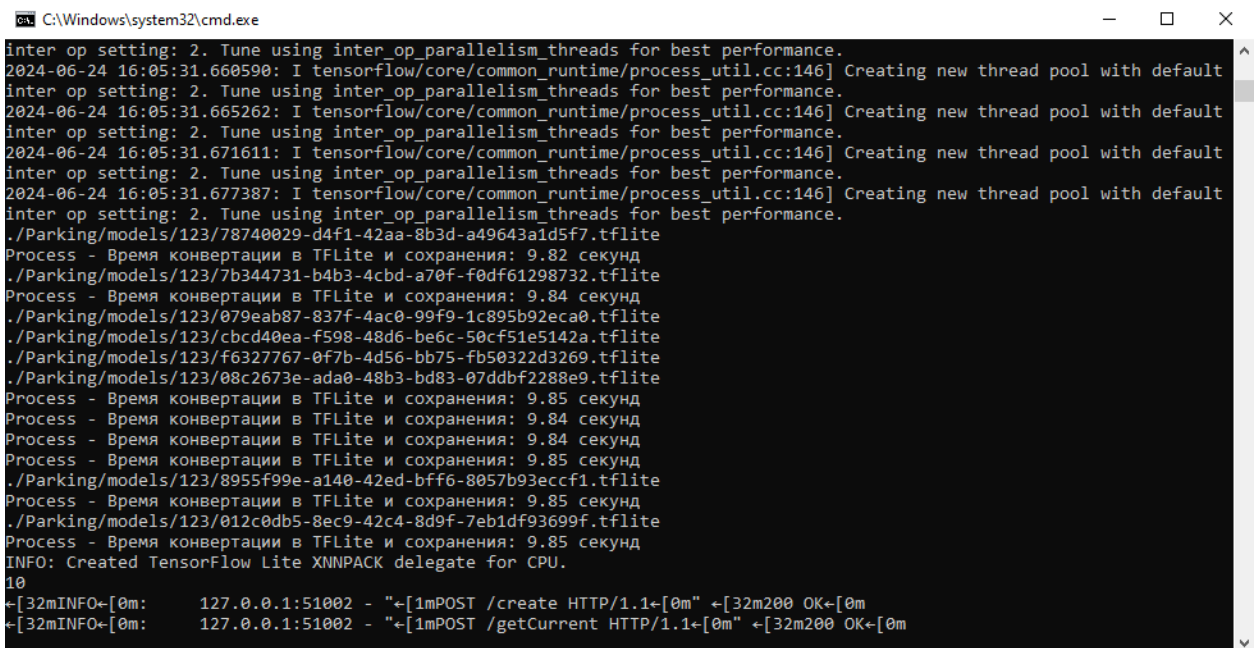 C:\Windows\system32\cmd.exe
inter op setting: 2. Tune using inter_op_parallelism_threads for best performance.
2024-06-24 16:05:31.660590: I tensorflow/core/common_runtime/process_util.cc:146] Creating new thread pool with default
inter op setting: 2. Tune using inter_op_parallelism_threads for best performance.
2024-06-24 16:05:31.665262: I tensorflow/core/common_runtime/process_util.cc:146] Creating new thread pool with default
inter op setting: 2. Tune using inter_op_parallelism_threads for best performance.
2024-06-24 16:05:31.671611: I tensorflow/core/common_runtime/process_util.cc:146] Creating new thread pool with default
inter op setting: 2. Tune using inter_op_parallelism_threads for best performance.
2024-06-24 16:05:31.677387: I tensorflow/core/common_runtime/process_util.cc:146] Creating new thread pool with default
inter op setting: 2. Tune using inter_op_parallelism_threads for best performance.
./Parking/models/123/78740029-d4f1-42aa-8b3d-a49643a1d5f7.tflite
Process - Время конвертации в TFLite и сохранения: 9.82 секунд
./Parking/models/123/7b344731-b4b3-4cbd-a70f-f0df61298732.tflite
Process - Время конвертации в TFLite и сохранения: 9.84 секунд
./Parking/models/123/079eab87-837f-4ac0-99f9-1c895b92eca0.tflite
./Parking/models/123/cbcd40ea-f598-48d6-be6c-50cf51e5142a.tflite
./Parking/models/123/f6327767-0f7b-4d56-bb75-fb50322d3269.tflite
./Parking/models/123/08c2673e-ada0-48b3-bd83-07ddbf2288e9.tflite
Process - Время конвертации в TFLite и сохранения: 9.85 секунд
Process - Время конвертации в TFLite и сохранения: 9.84 секунд
Process - Время конвертации в TFLite и сохранения: 9.84 секунд
Process - Время конвертации в TFLite и сохранения: 9.85 секунд
./Parking/models/123/8955f99e-a140-42ed-bff6-8057b93eccf1.tflite
Process - Время конвертации в TFLite и сохранения: 9.85 секунд
./Parking/models/123/012c0db5-8ec9-42c4-8d9f-7eb1df93699f.tflite
Process - Время конвертации в TFLite и сохранения: 9.85 секунд
INFO: Created TensorFlow Lite XNNPACK delegate for CPU.
10
←[32mINFO←[0m:     127.0.0.1:51002 - "←[1mPOST /create HTTP/1.1←[0m" ←[32m200 OK←[0m
←[32mINFO←[0m:     127.0.0.1:51002 - "←[1mPOST /getCurrent HTTP/1.1←[0m" ←[32m200 OK←[0m